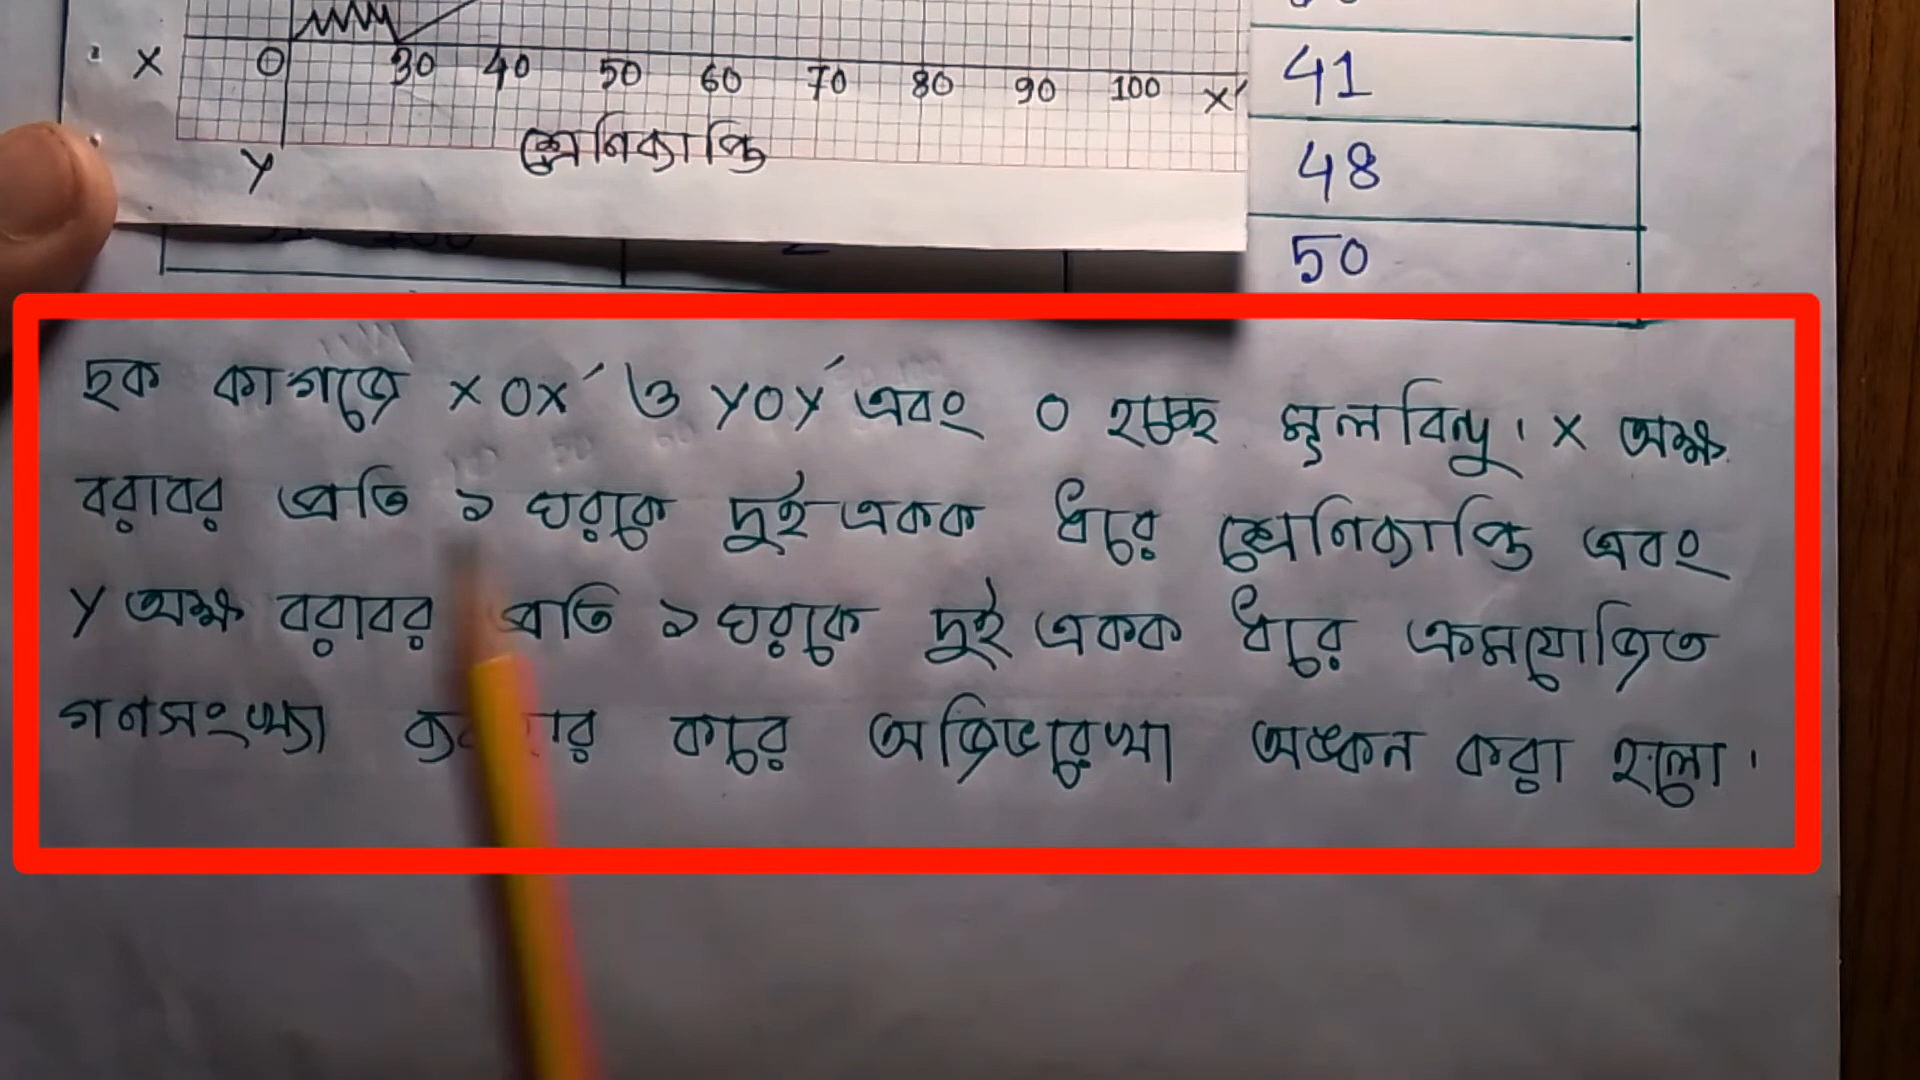 X O 30 40 50 60 70 80 90 100 X′
Y
শ্রেনিব্যাপ্তি
41
48
50
ছক কাগজে XOX′ ও YOY′ এবং O হচ্ছে মূলবিন্দু। X অক্ষ
বরাবর প্রতি ১ ঘরকে দুই একক ধরে শ্রেনিব্যাপ্তি এবং
Y অক্ষ বরাবর প্রতি ১ ঘরকে দুই একক ধরে ক্রমযোজিত
গনসংখ্যা করে অজিভরেখা অঙ্কন করা হলো।